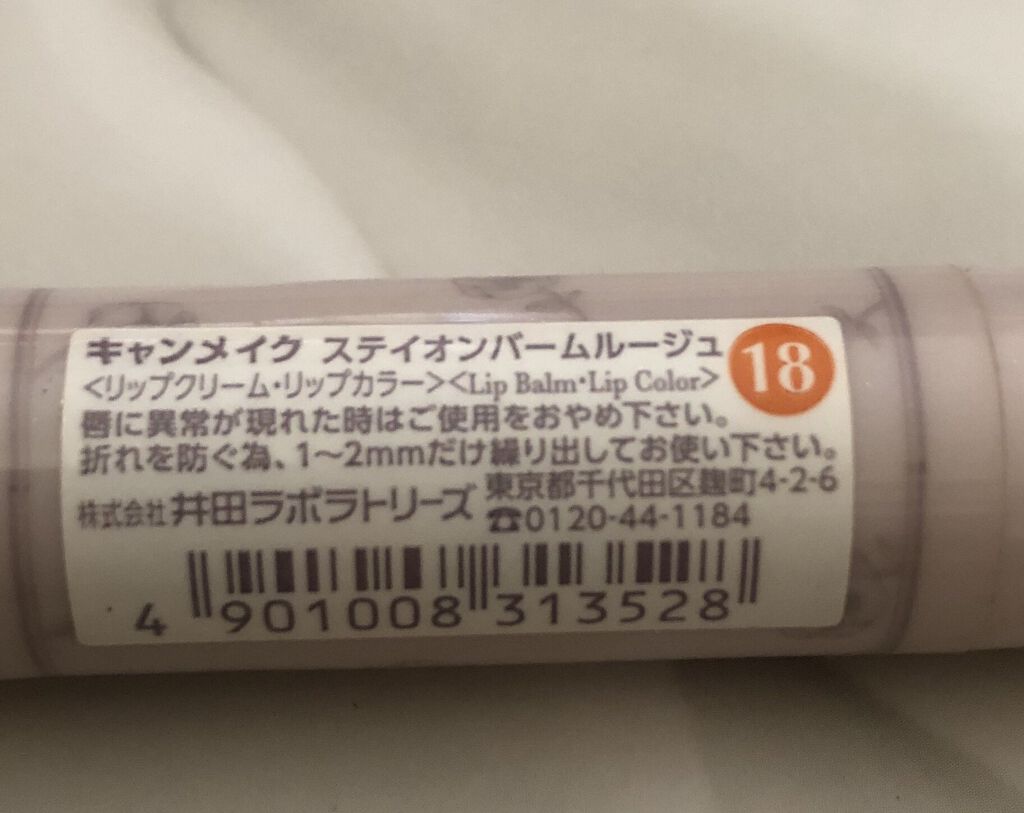 キャンメイク ステイオンバームルージュ 18
<リップクリーム・リップカラー><Lip Balm・Lip Color>
唇に異常が現れた時はご使用をおやめ下さい。
折れを防ぐ為、1〜2mmだけ繰り出してお使い下さい。
株式会社 井田ラボラトリーズ 東京都千代田区麹町4-2-6
☎0120-44-1184
4 901008 313528